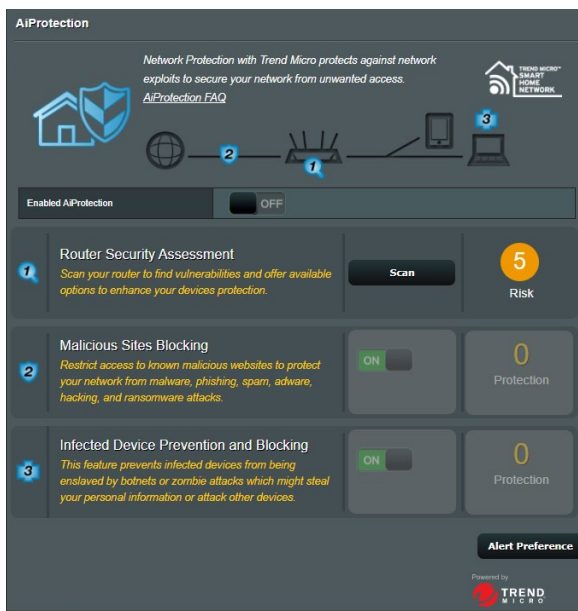 AiProtection
Network Protection with Trend Micro protects against network
exploits to secure your network from unwanted access.
AiProtection FAQ
TREND MICRO™
SMART
HOME
NETWORK
3
2
1
Enabled AiProtection
OFF
1
Router Security Assessment
Scan your router to find vulnerabilities and offer available
options to enhance your devices protection.
Scan
5
Risk
2
Malicious Sites Blocking
Restrict access to known malicious websites to protect
your network from malware, phishing, spam, adware,
hacking, and ransomware attacks.
ON
0
Protection
3
Infected Device Prevention and Blocking
This feature prevents infected devices from being
enslaved by botnets or zombie attacks which might steal
your personal information or attack other devices.
ON
0
Protection
Alert Preference
Powered by
TREND
MICRO